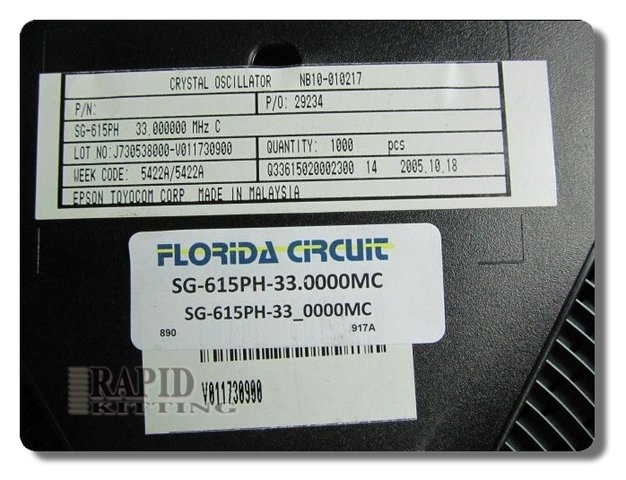 CRYSTAL OSCILLATOR NB10-010217
P/N: P/O: 29234
SG-615PH 33.000000 MHz C
LOT NO:J730538000-V011730900 QUANTITY: 1000 pcs
WEEK CODE: 5422A/5422A Q33615020002300 14 2005.10.18
EPSON TOYOCOM CORP MADE IN MALAYSIA
FLORIDA CIRCUIT
SG-615PH-33.0000MC
SG-615PH-33_0000MC
890 917A
V011730900
RAPID
KITTING